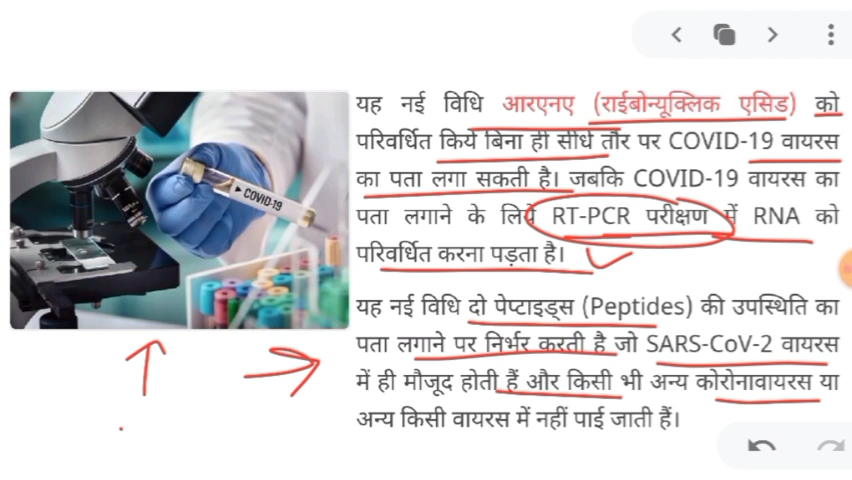 यह नई विधि आरएनए (राईबोन्यूक्लिक एसिड) को
परिवर्धित किये बिना ही सीधे तौर पर COVID-19 वायरस
का पता लगा सकती है। जबकि COVID-19 वायरस का
पता लगाने के लिये RT-PCR परीक्षण में RNA को
परिवर्धित करना पड़ता है।
यह नई विधि दो पेप्टाइड्स (Peptides) की उपस्थिति का
पता लगाने पर निर्भर करती है जो SARS-CoV-2 वायरस
में ही मौजूद होती हैं और किसी भी अन्य कोरोनावायरस या
अन्य किसी वायरस में नहीं पाई जाती हैं।
COVID-19